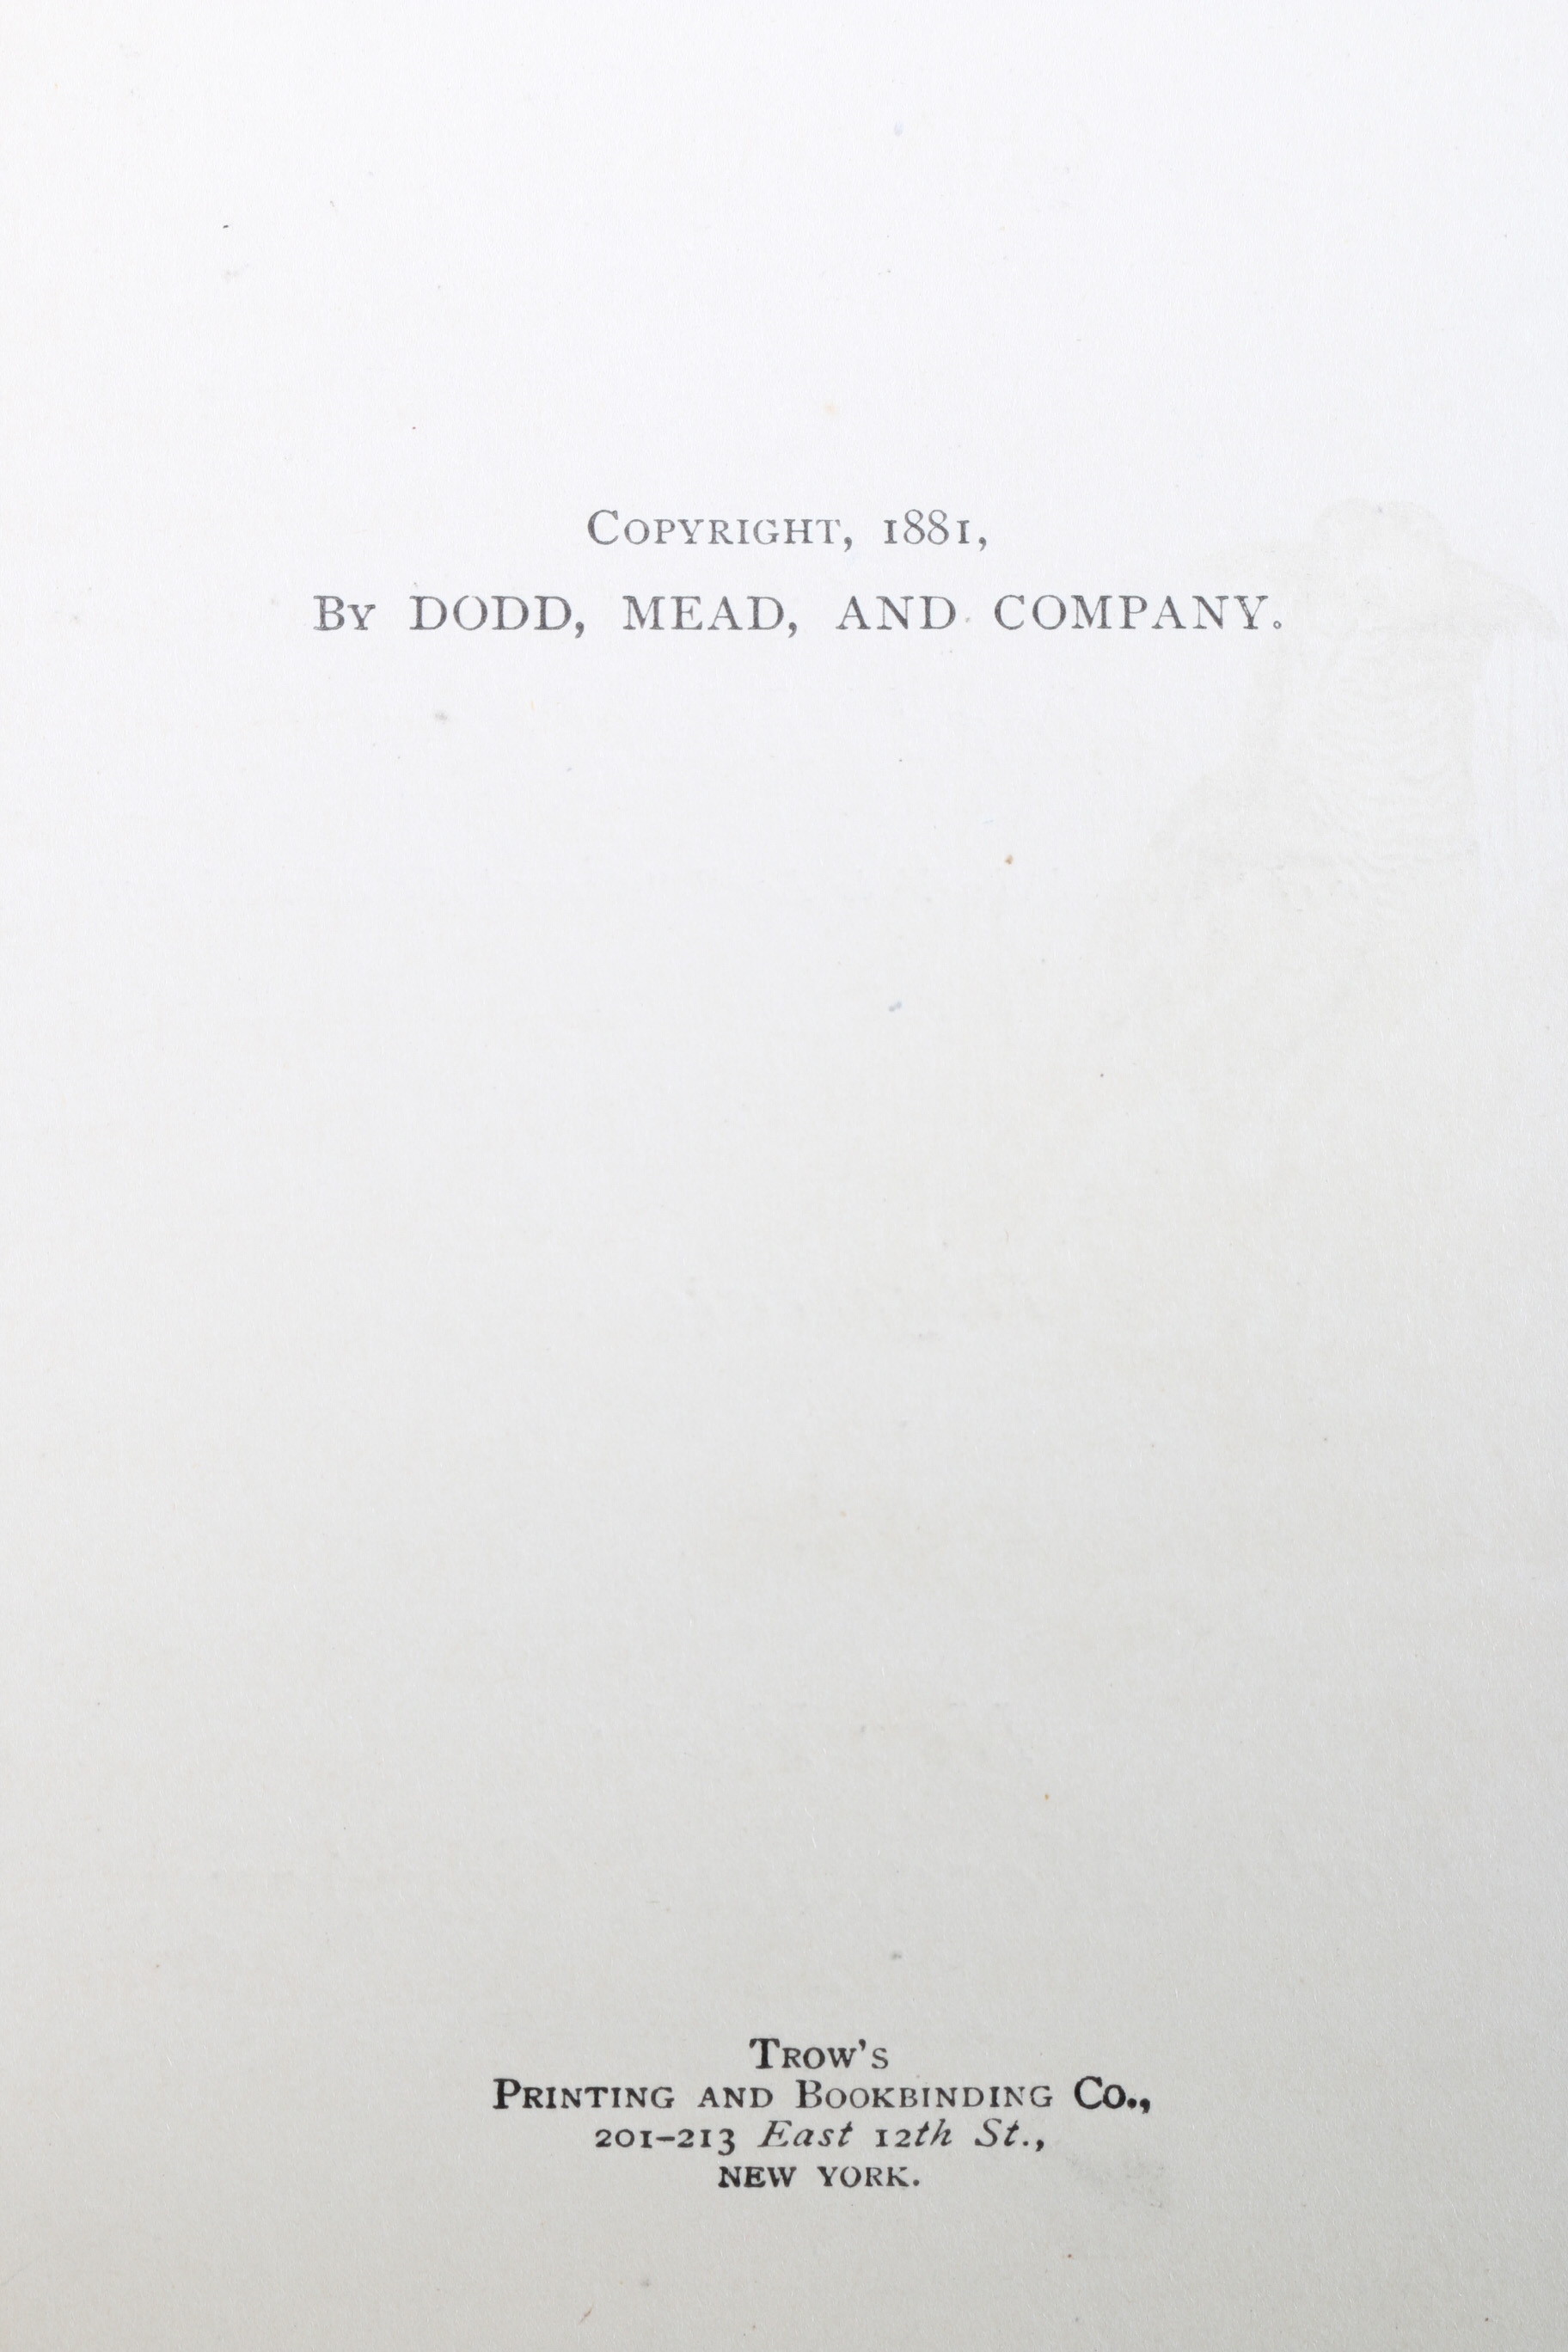 Copyright, 1881,
By DODD, MEAD, AND COMPANY.
Trow's
Printing and Bookbinding Co.,
201–213 East 12th St.,
NEW YORK.